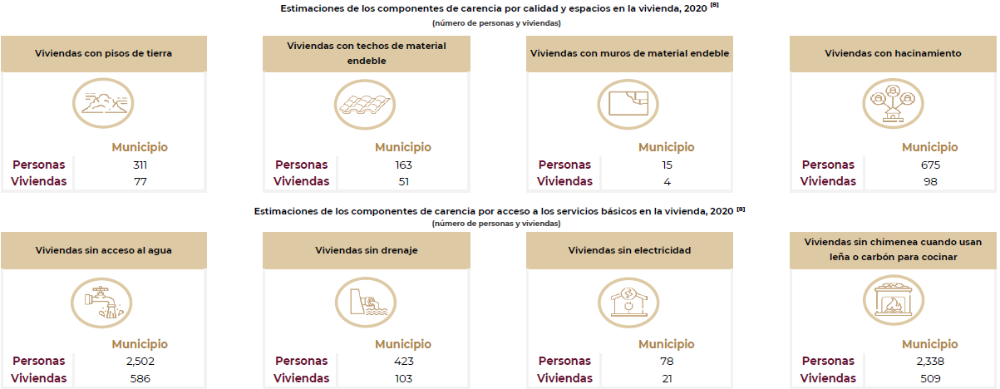 Estimaciones de los componentes de carencia por calidad y espacios en la vivienda, 2020 [8]
(número de personas y viviendas)
Viviendas con pisos de tierra
Municipio
Personas 311
Viviendas 77
Viviendas con techos de material
endeble
Municipio
Personas 163
Viviendas 51
Viviendas con muros de material endeble
Municipio
Personas 15
Viviendas 4
Viviendas con hacinamiento
Municipio
Personas 675
Viviendas 98
Estimaciones de los componentes de carencia por acceso a los servicios básicos en la vivienda, 2020 [8]
(número de personas y viviendas)
Viviendas sin acceso al agua
Municipio
Personas 2,502
Viviendas 586
Viviendas sin drenaje
Municipio
Personas 423
Viviendas 103
Viviendas sin electricidad
Municipio
Personas 78
Viviendas 21
Viviendas sin chimenea cuando usan
leña o carbón para cocinar
Municipio
Personas 2,338
Viviendas 509